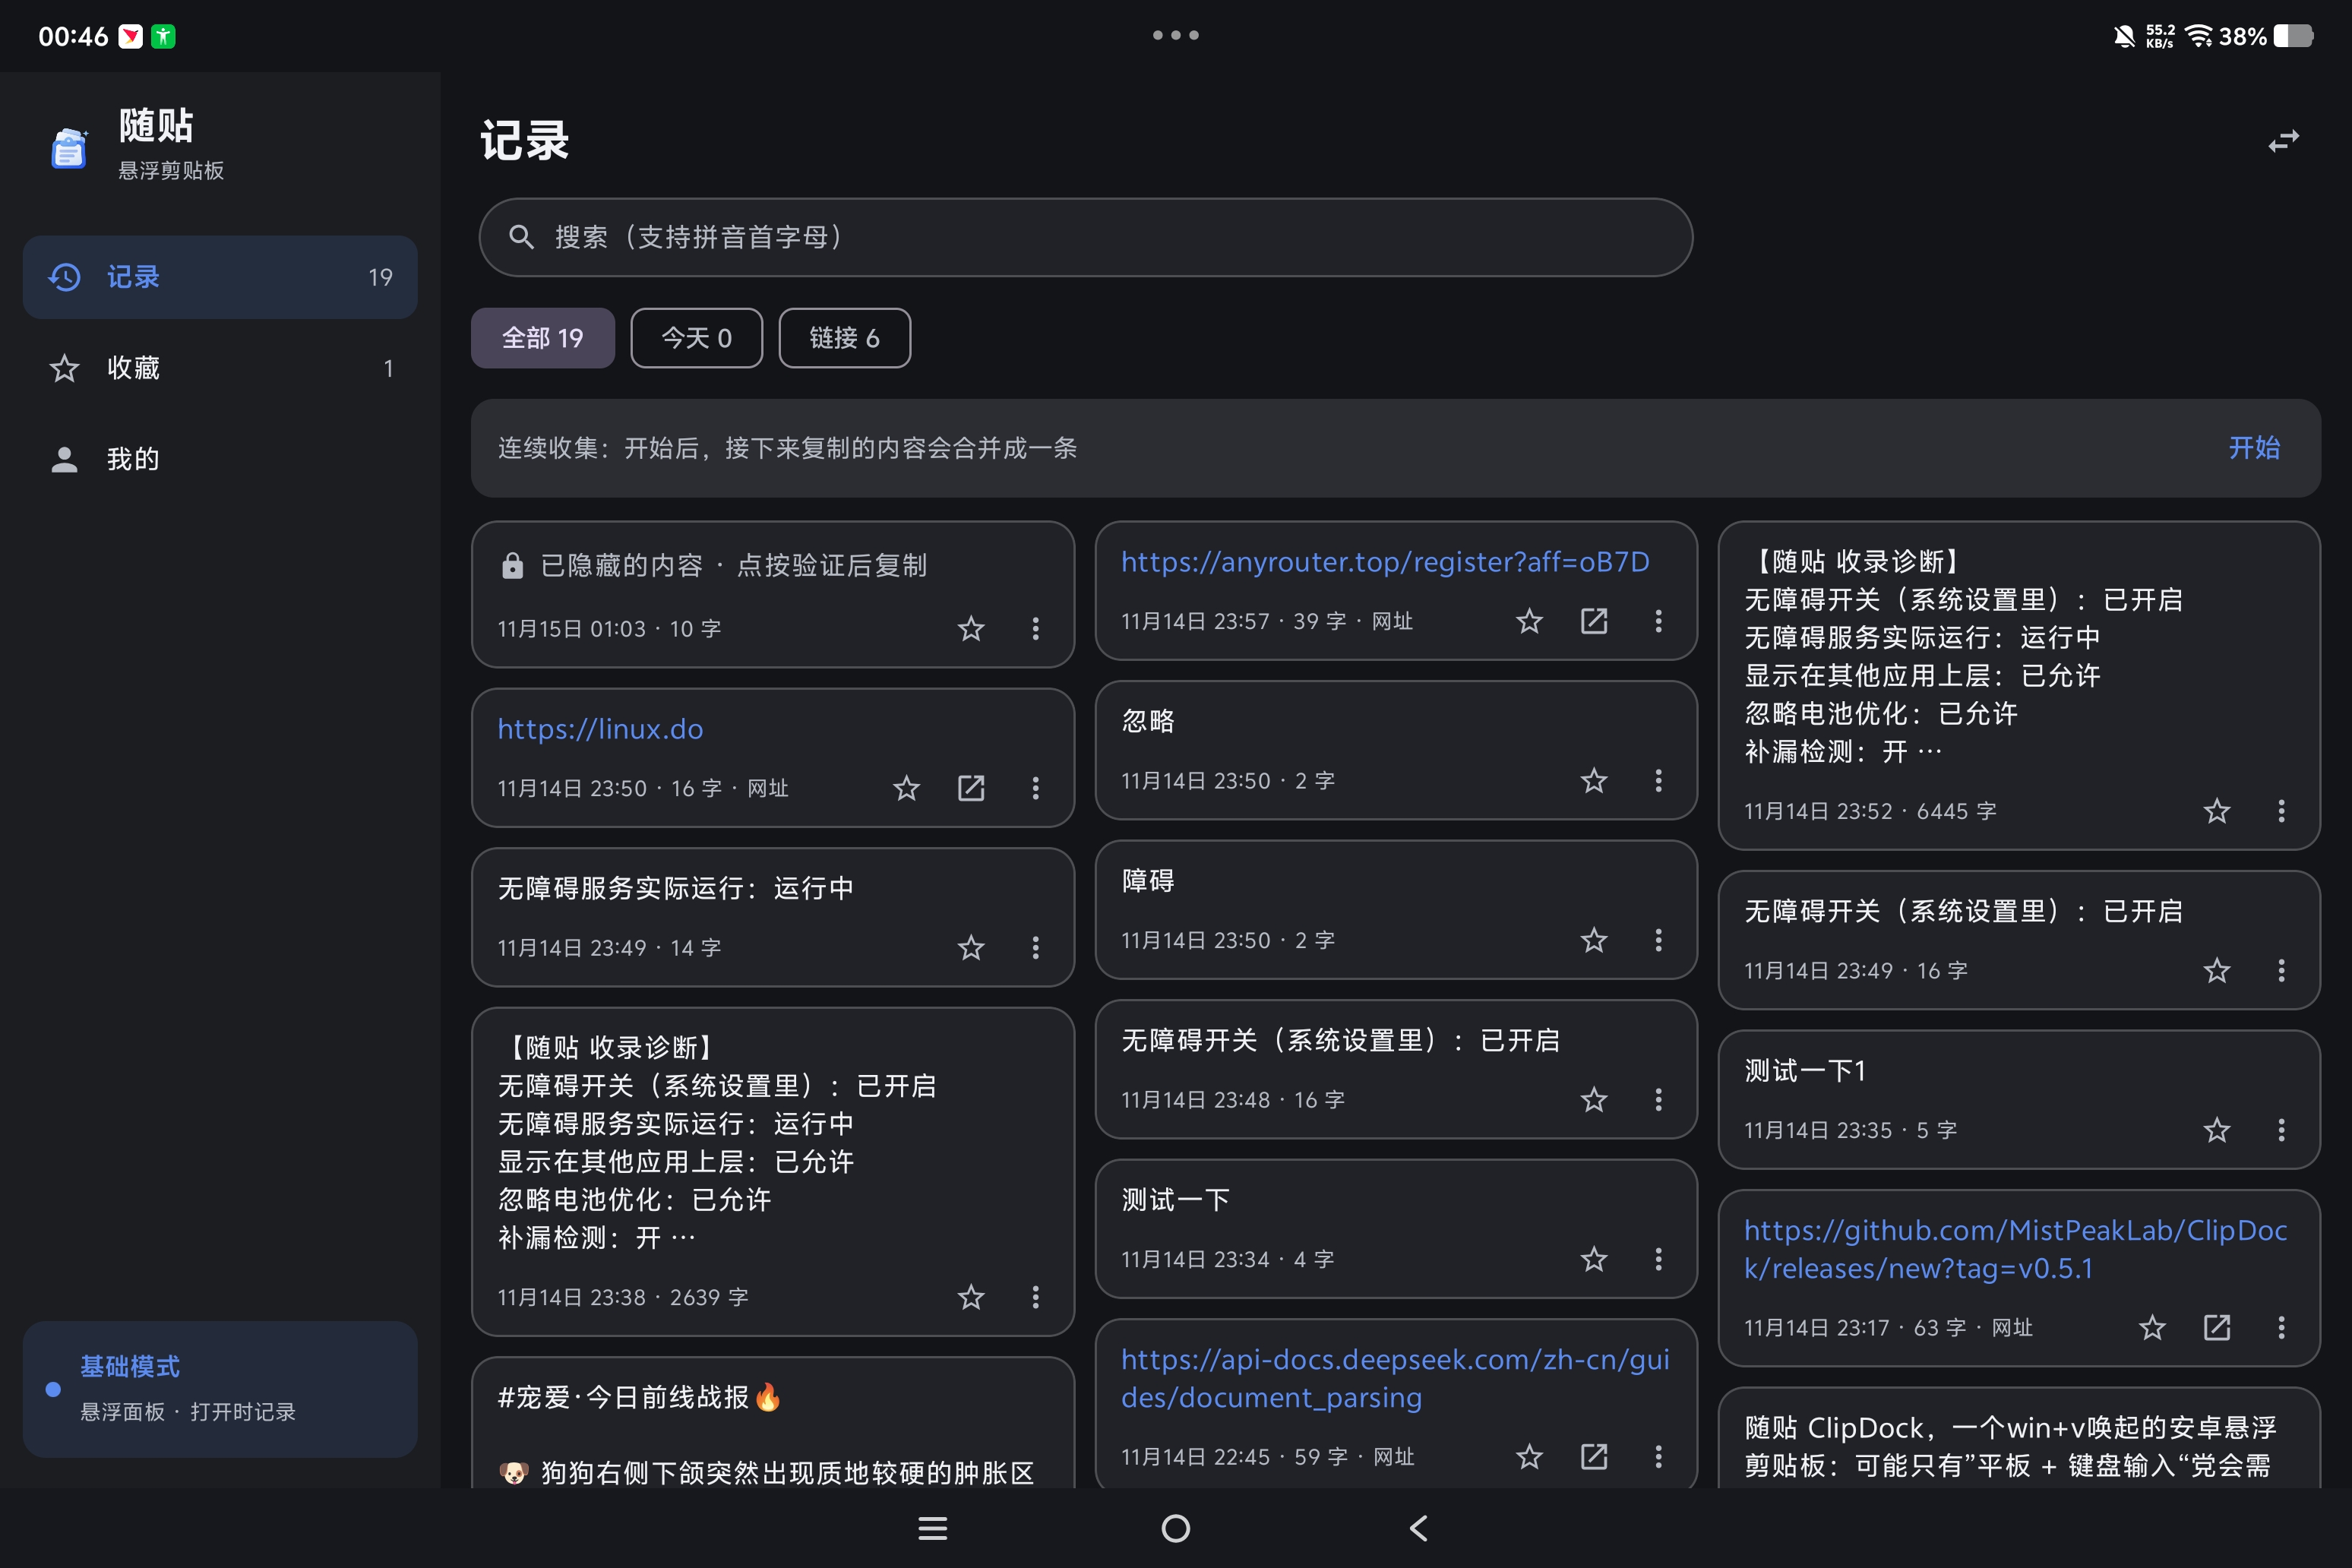 00:46
55.2
KB/s
38%
随贴
悬浮剪贴板
记录
19
收藏
1
我的
基础模式
悬浮面板 · 打开时记录
记录
搜索（支持拼音首字母）
全部 19
今天 0
链接 6
连续收集：开始后，接下来复制的内容会合并成一条
开始
已隐藏的内容 · 点按验证后复制
11月15日 01:03 · 10 字
https://linux.do
11月14日 23:50 · 16 字 · 网址
无障碍服务实际运行：运行中
11月14日 23:49 · 14 字
【随贴 收录诊断】
无障碍开关（系统设置里）：已开启
无障碍服务实际运行：运行中
显示在其他应用上层：已允许
忽略电池优化：已允许
补漏检测：开 …
11月14日 23:38 · 2639 字
#宠爱·今日前线战报🔥
🐶 狗狗右侧下颌突然出现质地较硬的肿胀区
https://anyrouter.top/register?aff=oB7D
11月14日 23:57 · 39 字 · 网址
忽略
11月14日 23:50 · 2 字
障碍
11月14日 23:50 · 2 字
无障碍开关（系统设置里）：已开启
11月14日 23:48 · 16 字
测试一下
11月14日 23:34 · 4 字
https://api-docs.deepseek.com/zh-cn/gui
des/document_parsing
11月14日 22:45 · 59 字 · 网址
【随贴 收录诊断】
无障碍开关（系统设置里）：已开启
无障碍服务实际运行：运行中
显示在其他应用上层：已允许
忽略电池优化：已允许
补漏检测：开 …
11月14日 23:52 · 6445 字
无障碍开关（系统设置里）：已开启
11月14日 23:49 · 16 字
测试一下1
11月14日 23:35 · 5 字
https://github.com/MistPeakLab/ClipDoc
k/releases/new?tag=v0.5.1
11月14日 23:17 · 63 字 · 网址
随贴 ClipDock，一个win+v唤起的安卓悬浮
剪贴板：可能只有”平板 + 键盘输入“党会需